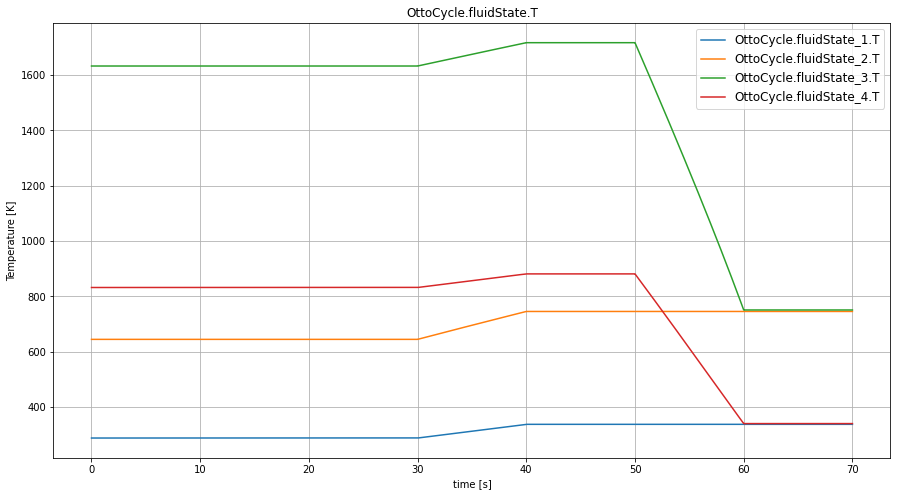 OttoCycle.fluidState.T
OttoCycle.fluidState_1.T
OttoCycle.fluidState_2.T
OttoCycle.fluidState_3.T
OttoCycle.fluidState_4.T
Temperature [K]
1600
1400
1200
1000
800
600
400
0 10 20 30 40 50 60 70
time [s]